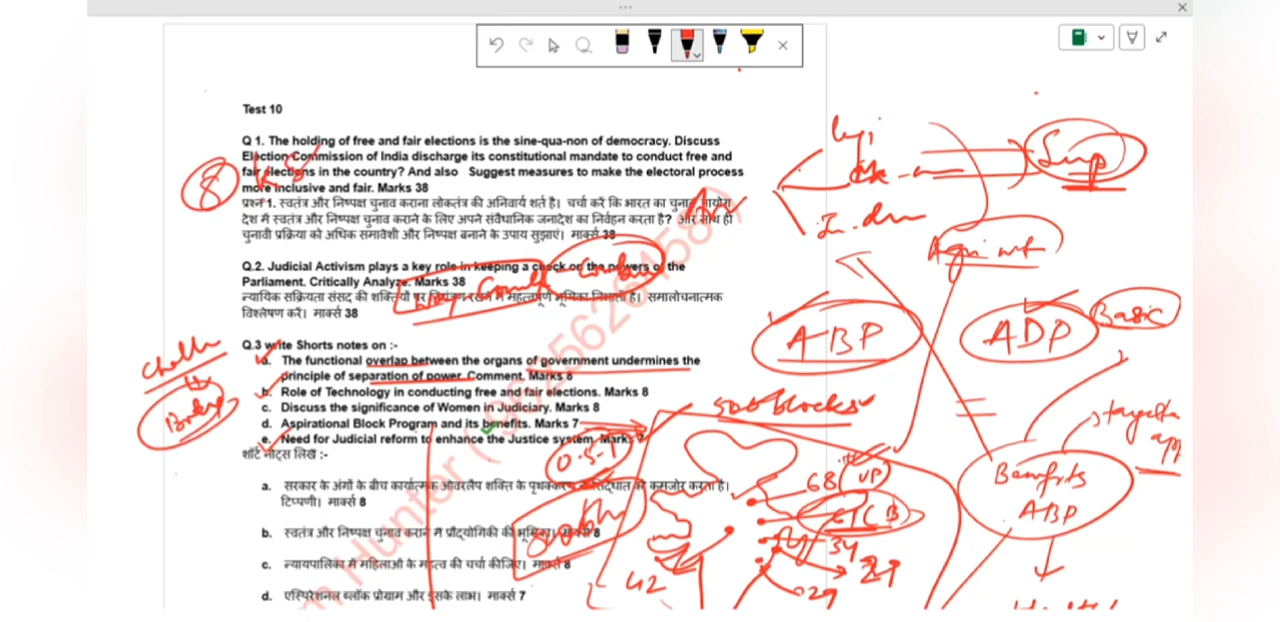 Test 10
Q 1. The holding of free and fair elections is the sine-qua-non of democracy. Discuss
Election Commission of India discharge its constitutional mandate to conduct free and
fair elections in the country? And also Suggest measures to make the electoral process
more inclusive and fair. Marks 38
प्रश्न 1. स्वतंत्र और निष्पक्ष चुनाव कराना लोकतंत्र की अनिवार्य शर्त है। चर्चा करें कि भारत का चुनाव आयोग
देश में स्वतंत्र और निष्पक्ष चुनाव कराने के लिए अपने संवैधानिक जनादेश का निर्वहन करता है? और साथ ही
चुनावी प्रक्रिया को अधिक समावेशी और निष्पक्ष बनाने के उपाय सुझाएं। मार्क्स 38
Q.2. Judicial Activism plays a key role in keeping a check on the powers of the
Parliament. Critically Analyze. Marks 38
न्यायिक सक्रियता संसद की शक्तियों पर नियंत्रण रखने में महत्वपूर्ण भूमिका निभाती है। समालोचनात्मक
विश्लेषण करें। मार्क्स 38
Q.3 write Shorts notes on :-
a. The functional overlap between the organs of government undermines the
principle of separation of power. Comment. Marks 8
b. Role of Technology in conducting free and fair elections. Marks 8
c. Discuss the significance of Women in Judiciary. Marks 8
d. Aspirational Block Program and its benefits. Marks 7
e. Need for Judicial reform to enhance the Justice system. Marks
शॉर्ट नोट्स लिखें :-
a. सरकार के अंगों के बीच कार्यात्मक ओवरलैप शक्ति के पृथक्करण के सिद्धांत को कमजोर करता है।
टिप्पणी। मार्क्स 8
b. स्वतंत्र और निष्पक्ष चुनाव कराने में प्रौद्योगिकी की भूमिका। मार्क्स 8
c. न्यायपालिका में महिलाओं के महत्व की चर्चा कीजिए। मार्क्स 8
d. एस्पिरेशनल ब्लॉक प्रोग्राम और इसके लाभ। मार्क्स 7
8
Sup
ABP
ADP
Basic
500 blocks
0.5-1
68 UP
34
29
42
Benefits
ABP